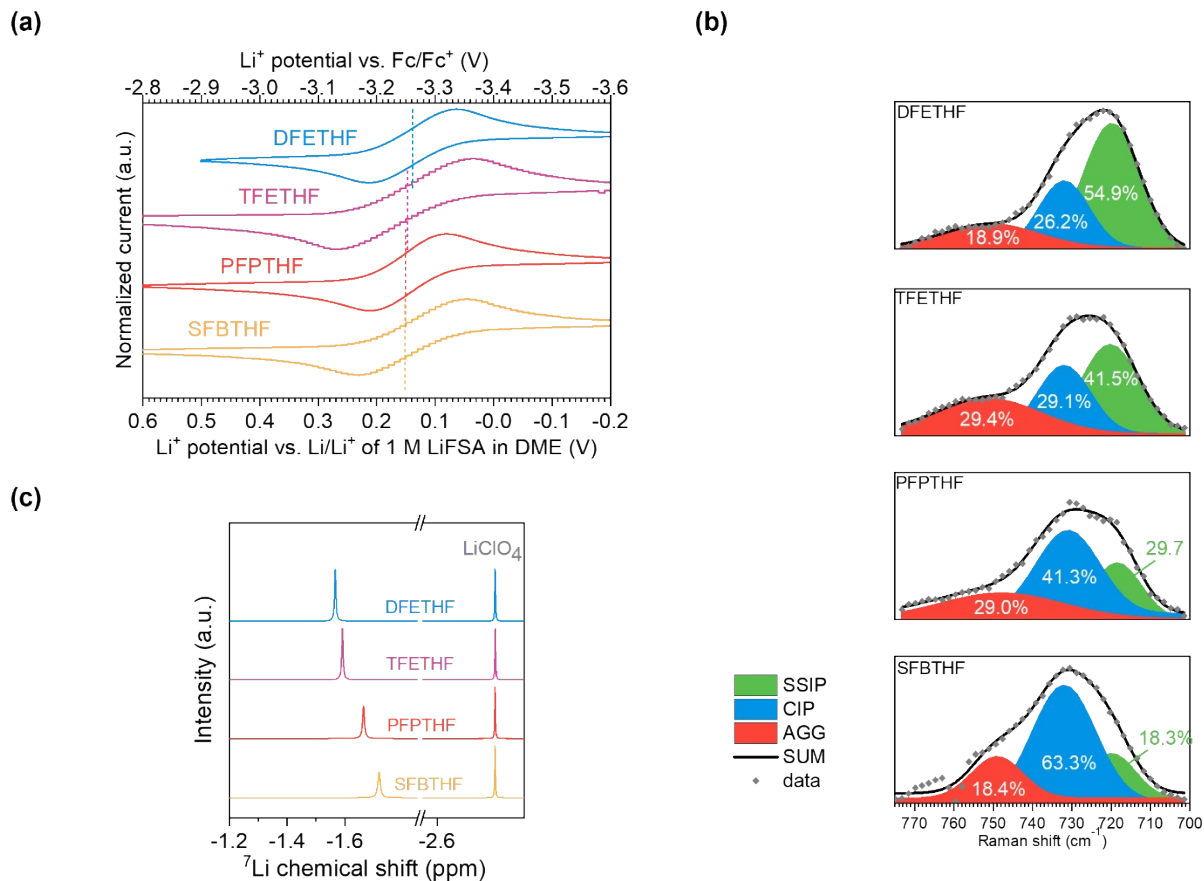 (a)
Li⁺ potential vs. Fc/Fc⁺ (V)
-2.8 -2.9 -3.0 -3.1 -3.2 -3.3 -3.4 -3.5 -3.6
Normalized current (a.u.)
DFETHF
TFETHF
PFPTHF
SFBTHF
0.6 0.5 0.4 0.3 0.2 0.1 -0.0 -0.1 -0.2
Li⁺ potential vs. Li/Li⁺ of 1 M LiFSA in DME (V)
(b)
DFETHF
54.9%
26.2%
18.9%
TFETHF
41.5%
29.1%
29.4%
PFPTHF
29.7
41.3%
29.0%
SFBTHF
18.3%
63.3%
18.4%
770 760 750 740 730 720 710 700
Raman shift (cm⁻¹)
SSIP
CIP
AGG
SUM
data
(c)
Intensity (a.u.)
LiClO₄
DFETHF
TFETHF
PFPTHF
SFBTHF
-1.2 -1.4 -1.6 -2.6
⁷Li chemical shift (ppm)